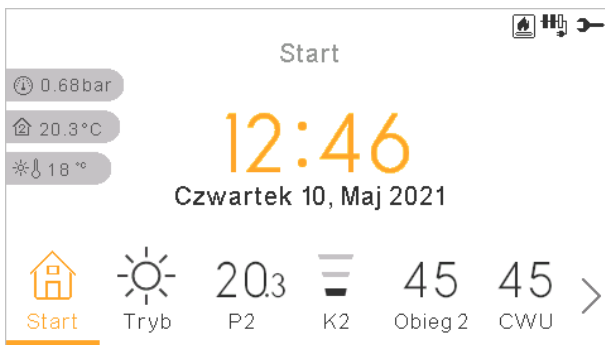 Start
0.68bar
2
20.3°C
18 °C
12:46
Czwartek 10, Maj 2021
20.3 45 45
Start Tryb P2 K2 Obieg 2 CWU